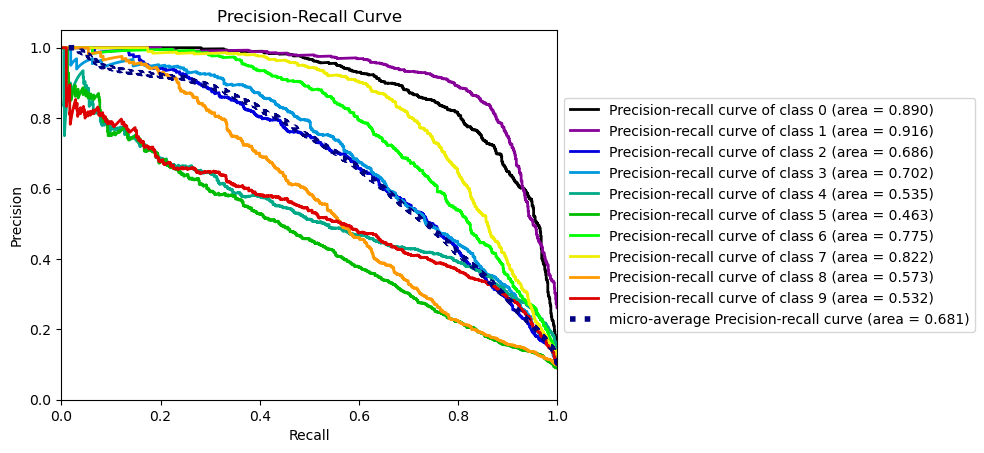 Precision-Recall Curve
1.0
0.8
0.6
0.4
0.2
0.0
Precision
0.0 0.2 0.4 0.6 0.8 1.0
Recall
Precision-recall curve of class 0 (area = 0.890)
Precision-recall curve of class 1 (area = 0.916)
Precision-recall curve of class 2 (area = 0.686)
Precision-recall curve of class 3 (area = 0.702)
Precision-recall curve of class 4 (area = 0.535)
Precision-recall curve of class 5 (area = 0.463)
Precision-recall curve of class 6 (area = 0.775)
Precision-recall curve of class 7 (area = 0.822)
Precision-recall curve of class 8 (area = 0.573)
Precision-recall curve of class 9 (area = 0.532)
micro-average Precision-recall curve (area = 0.681)